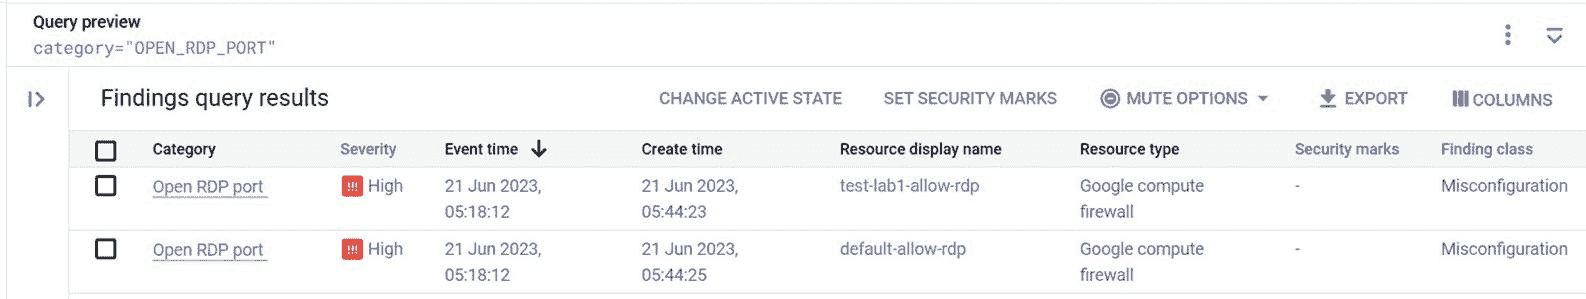 Query preview
category="OPEN_RDP_PORT"
Findings query results CHANGE ACTIVE STATE SET SECURITY MARKS MUTE OPTIONS EXPORT COLUMNS
Category Severity Event time Create time Resource display name Resource type Security marks Finding class
Open RDP port High 21 Jun 2023, 21 Jun 2023, test-lab1-allow-rdp Google compute - Misconfiguration
05:18:12 05:44:23 firewall
Open RDP port High 21 Jun 2023, 21 Jun 2023, default-allow-rdp Google compute - Misconfiguration
05:18:12 05:44:25 firewall